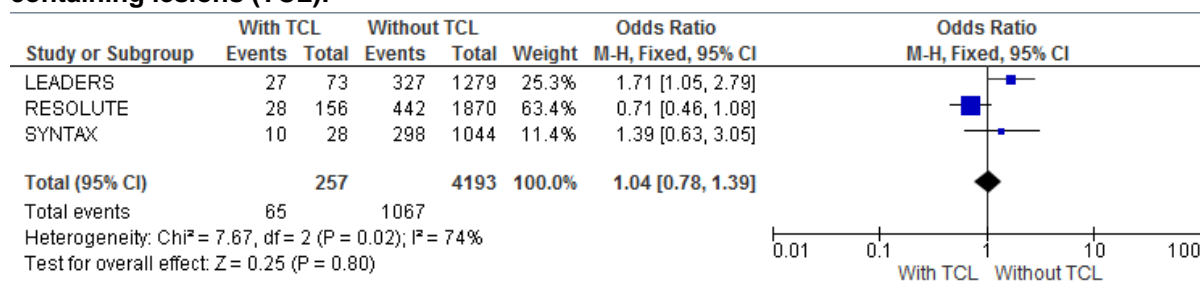 containing lesions (TCL).
With TCL Without TCL Odds Ratio Odds Ratio
Study or Subgroup Events Total Events Total Weight M-H, Fixed, 95% CI M-H, Fixed, 95% CI
LEADERS 27 73 327 1279 25.3% 1.71 [1.05, 2.79]
RESOLUTE 28 156 442 1870 63.4% 0.71 [0.46, 1.08]
SYNTAX 10 28 298 1044 11.4% 1.39 [0.63, 3.05]
Total (95% CI) 257 4193 100.0% 1.04 [0.78, 1.39]
Total events 65 1067
Heterogeneity: Chi² = 7.67, df = 2 (P = 0.02); I² = 74%
Test for overall effect: Z = 0.25 (P = 0.80)
0.01 0.1 1 10 100
With TCL Without TCL